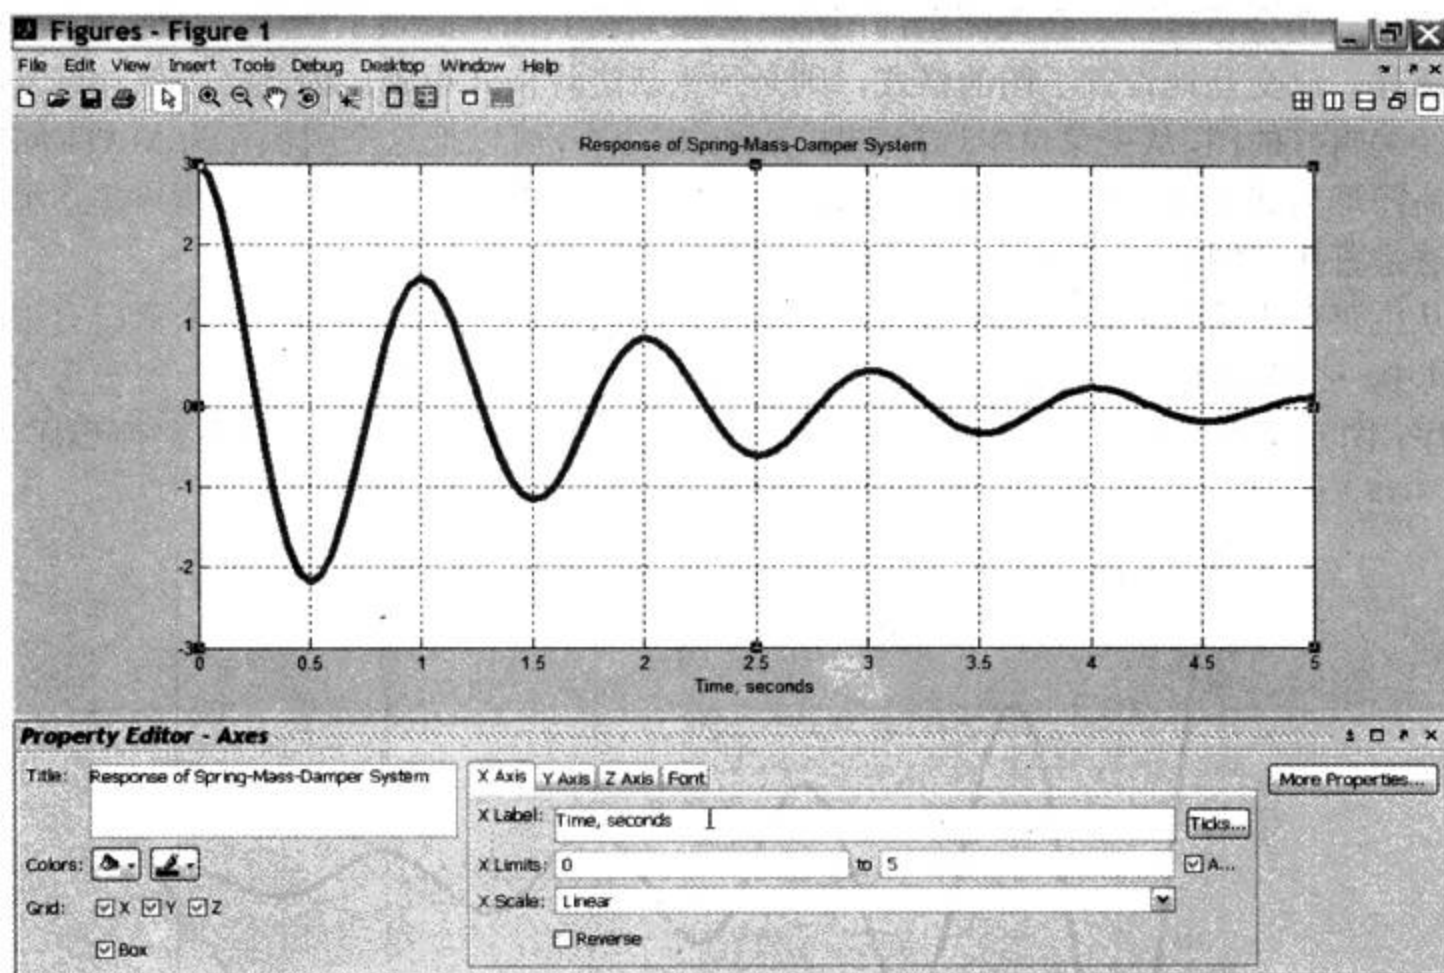 Figures - Figure 1
File Edit View Insert Tools Debug Desktop Window Help
Response of Spring-Mass-Damper System
3
2
1
0
-1
-2
-3
0 0.5 1 1.5 2 2.5 3 3.5 4 4.5 5
Time, seconds
Property Editor - Axes
Title: Response of Spring-Mass-Damper System
X Axis Y Axis Z Axis Font
More Properties...
X Label: Time, seconds
Ticks...
Colors:
X Limits: 0 to 5
A...
Grid: X Y Z
X Scale: Linear
Box
Reverse